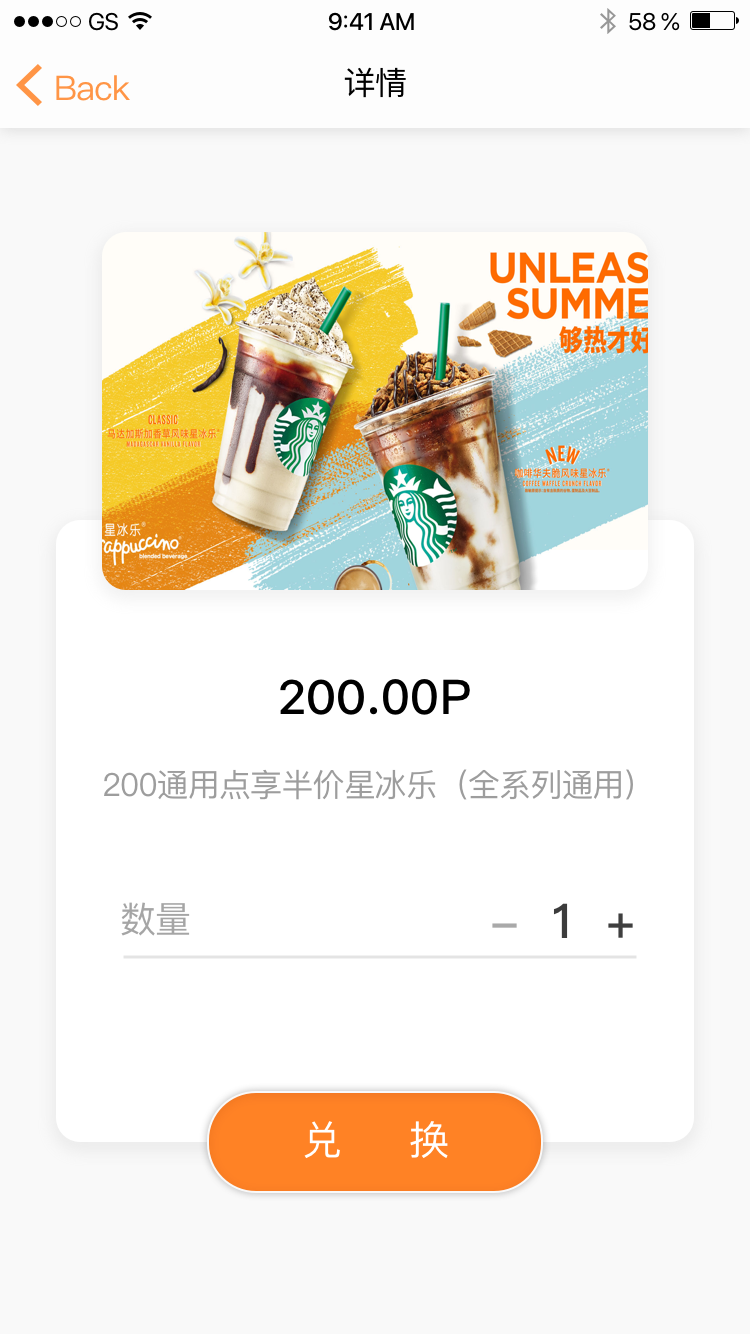 GS 9:41 AM 58 %
Back 详情
UNLEAS
SUMME
够热才好
CLASSIC
马达加斯加香草风味星冰乐
MADAGASCAR VANILLA FLAVOR
NEW
咖啡华夫脆风味星冰乐
COFFEE WAFFLE CRUNCH FLAVOR
星冰乐®
rappuccino
blended beverage
200.00P
200通用点享半价星冰乐（全系列通用）
数量 − 1 +
兑 换